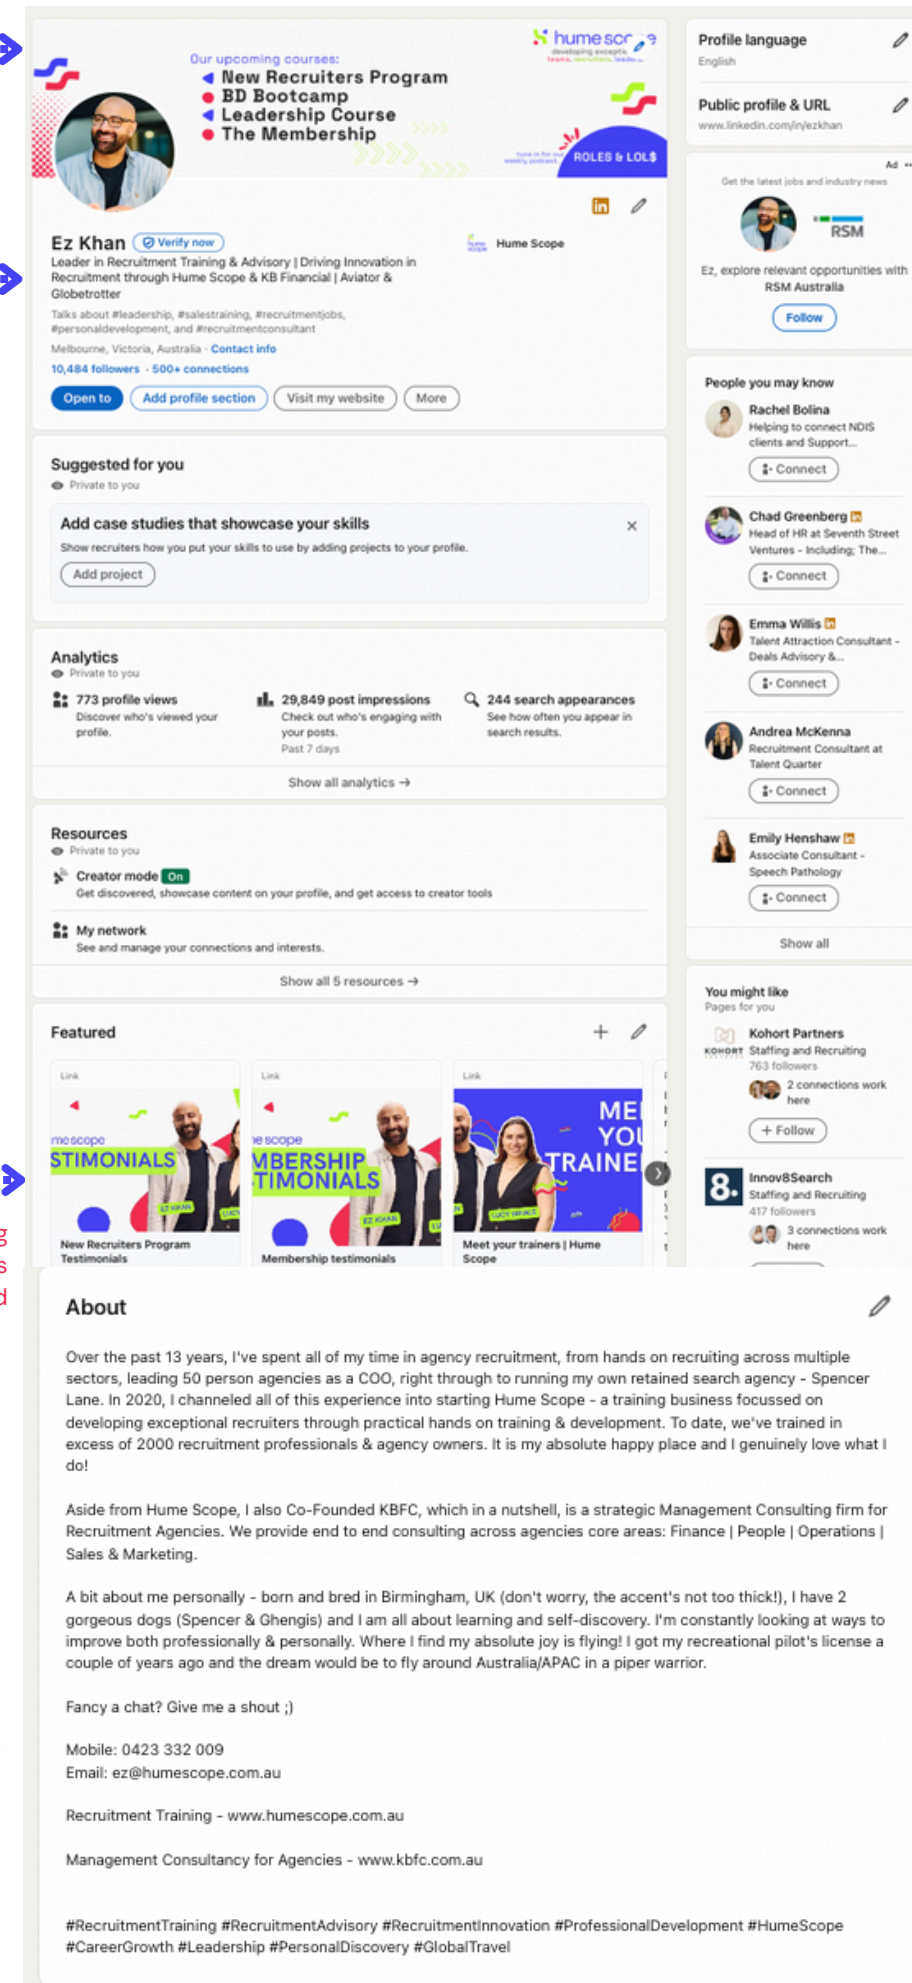 Our upcoming courses:
New Recruiters Program
BD Bootcamp
Leadership Course
The Membership
developing
tune in for our
weekly podcast.
ROLES & LOL$
Ez Khan
Verify now
Leader in Recruitment Training & Advisory | Driving Innovation in
Recruitment through Hume Scope & KB Financial | Aviator &
Globetrotter
Hume Scope
Talks about #leadership, #salestraining, #recruitmentjobs,
#personaldevelopment, and #recruitmentconsultant
Melbourne, Victoria, Australia · Contact info
10,484 followers · 500+ connections
Open to
Add profile section
Visit my website
More
Suggested for you
Private to you
Add case studies that showcase your skills
Show recruiters how you put your skills to use by adding projects to your profile.
Add project
Analytics
Private to you
773 profile views
Discover who's viewed your
profile.
29,849 post impressions
Check out who's engaging with
your posts.
Past 7 days
244 search appearances
See how often you appear in
search results.
Show all analytics →
Resources
Private to you
Creator mode On
Get discovered, showcase content on your profile, and get access to creator tools
My network
See and manage your connections and interests.
Show all 5 resources →
Featured
Link
me scope
STIMONIALS
EZ KHAN
New Recruiters Program
Testimonials
Link
e scope
MBERSHIP
TIMONIALS
EZ KHAN
Membership testimonials
Link
MEE
YOU
TRAINE
Meet your trainers | Hume
Scope
Profile language
English
Public profile & URL
www.linkedin.com/in/ezkhan
Ad
Get the latest jobs and industry news
RSM
Ez, explore relevant opportunities with
RSM Australia
Follow
People you may know
Rachel Bolina
Helping to connect NDIS
clients and Support...
Connect
Chad Greenberg
Head of HR at Seventh Street
Ventures - Including; The...
Connect
Emma Willis
Talent Attraction Consultant -
Deals Advisory &...
Connect
Andrea McKenna
Recruitment Consultant at
Talent Quarter
Connect
Emily Henshaw
Associate Consultant -
Speech Pathology
Connect
Show all
You might like
Pages for you
KOHORT
Kohort Partners
Staffing and Recruiting
763 followers
2 connections work
here
+ Follow
8.
Innov8Search
Staffing and Recruiting
417 followers
3 connections work
here
About
Over the past 13 years, I've spent all of my time in agency recruitment, from hands on recruiting across multiple
sectors, leading 50 person agencies as a COO, right through to running my own retained search agency - Spencer
Lane. In 2020, I channeled all of this experience into starting Hume Scope - a training business focussed on
developing exceptional recruiters through practical hands on training & development. To date, we've trained in
excess of 2000 recruitment professionals & agency owners. It is my absolute happy place and I genuinely love what I
do!
Aside from Hume Scope, I also Co-Founded KBFC, which in a nutshell, is a strategic Management Consulting firm for
Recruitment Agencies. We provide end to end consulting across agencies core areas: Finance | People | Operations |
Sales & Marketing.
A bit about me personally - born and bred in Birmingham, UK (don't worry, the accent's not too thick!), I have 2
gorgeous dogs (Spencer & Ghengis) and I am all about learning and self-discovery. I'm constantly looking at ways to
improve both professionally & personally. Where I find my absolute joy is flying! I got my recreational pilot's license a
couple of years ago and the dream would be to fly around Australia/APAC in a piper warrior.
Fancy a chat? Give me a shout ;)
Mobile: 0423 332 009
Email: ez@humescope.com.au
Recruitment Training - www.humescope.com.au
Management Consultancy for Agencies - www.kbfc.com.au
#RecruitmentTraining #RecruitmentAdvisory #RecruitmentInnovation #ProfessionalDevelopment #HumeScope
#CareerGrowth #Leadership #PersonalDiscovery #GlobalTravel